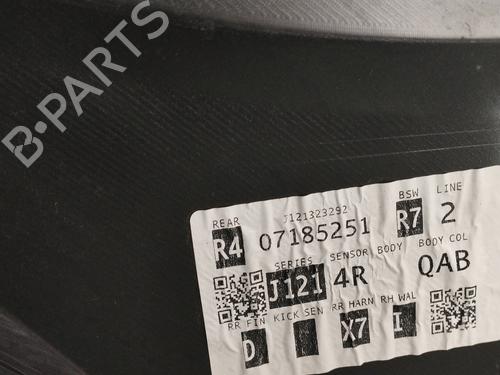 B-PARTS
J121323292
REAR BSW LINE
R4 07185251 R7 2
SERIES SENSOR BODY BODY COL
J121 4R QAB
RR FIN KICK SEN RR HARN RH WAL
D X7 I